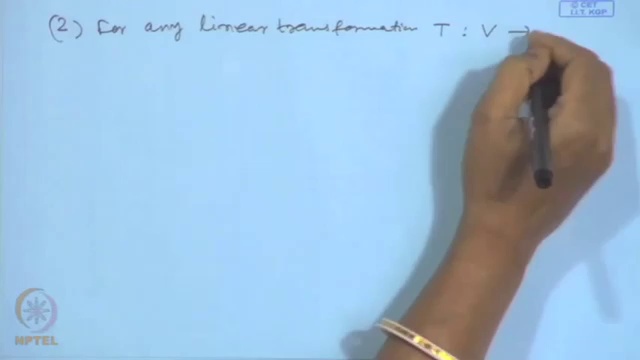 © CET
I.I.T. KGP
(2) For any linear transformation T : V →
NPTEL